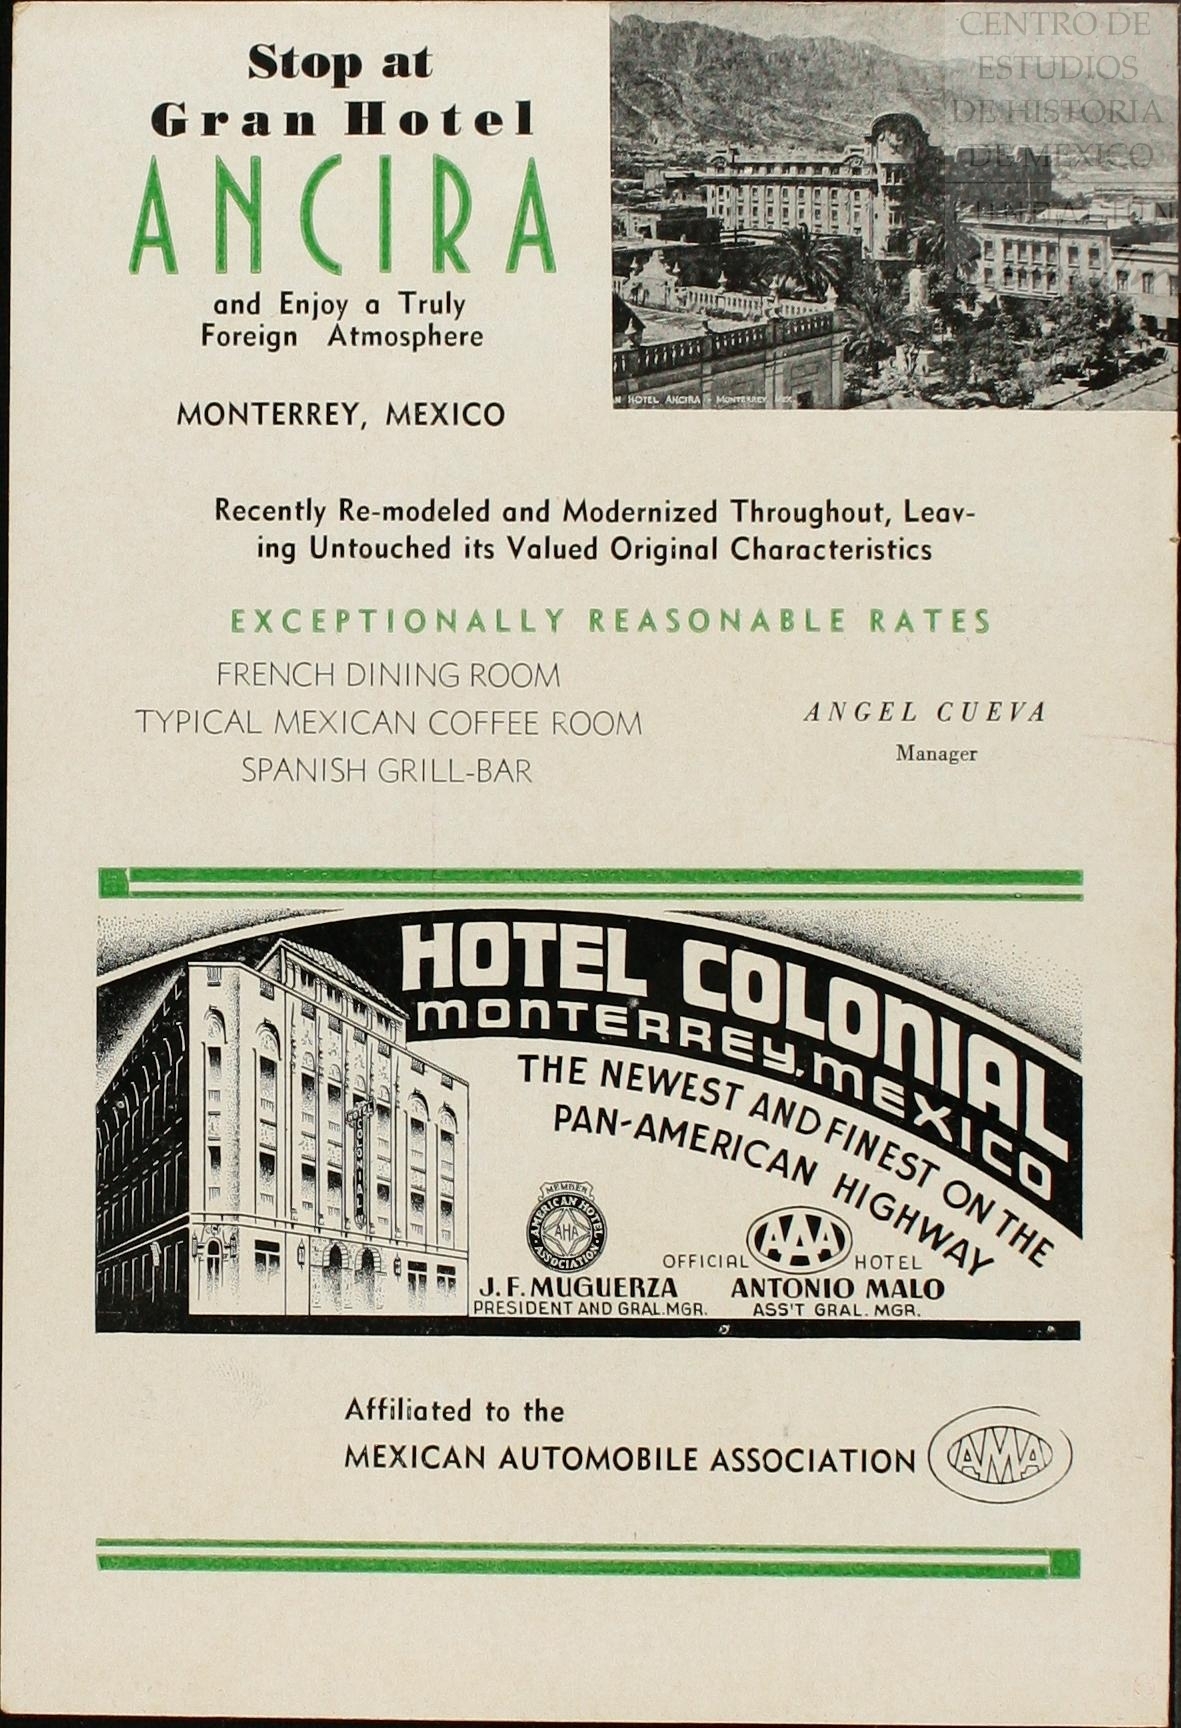 Stop at
Gran Hotel
ANCIRA
and Enjoy a Truly
Foreign Atmosphere
MONTERREY, MEXICO
CENTRO DE
ESTUDIOS
DE HISTORIA
DE MEXICO
N HOTEL ANCIRA - MONTERREY, MEX.
Recently Re-modeled and Modernized Throughout, Leav-
ing Untouched its Valued Original Characteristics
EXCEPTIONALLY REASONABLE RATES
FRENCH DINING ROOM
TYPICAL MEXICAN COFFEE ROOM
SPANISH GRILL-BAR
ANGEL CUEVA
Manager
HOTEL COLONIAL
MONTERREY, MEXICO
THE NEWEST AND FINEST ON THE
PAN-AMERICAN HIGHWAY
HOTEL
COLONIAL
MEMBER
AMERICAN HOTEL
AHA
ASSOCIATION
OFFICIAL AAA HOTEL
J. F. MUGUERZA
PRESIDENT AND GRAL. MGR.
ANTONIO MALO
ASS'T GRAL. MGR.
Affiliated to the
MEXICAN AUTOMOBILE ASSOCIATION
AMA